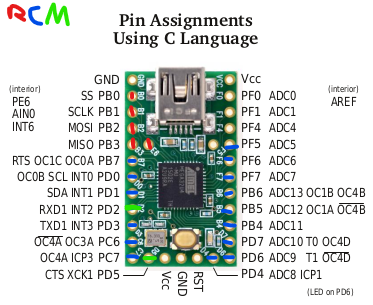 RCM
Pin Assignments
Using C Language
GND Vcc
(interior) SS PB0 PF0 ADC0 (interior)
PE6 SCLK PB1 PF1 ADC1 AREF
AIN0 MOSI PB2 PF4 ADC4
INT6 MISO PB3 PF5 ADC5
RTS OC1C OC0A PB7 PF6 ADC6
OC0B SCL INT0 PD0 PF7 ADC7
SDA INT1 PD1 PB6 ADC13 OC1B OC4B
RXD1 INT2 PD2 PB5 ADC12 OC1A OC4B
TXD1 INT3 PD3 PB4 ADC11
OC4A OC3A PC6 PD7 ADC10 T0 OC4D
OC4A ICP3 PC7 PD6 ADC9 T1 OC4D
CTS XCK1 PD5 Vcc GND RST PD4 ADC8 ICP1
(LED on PD6)